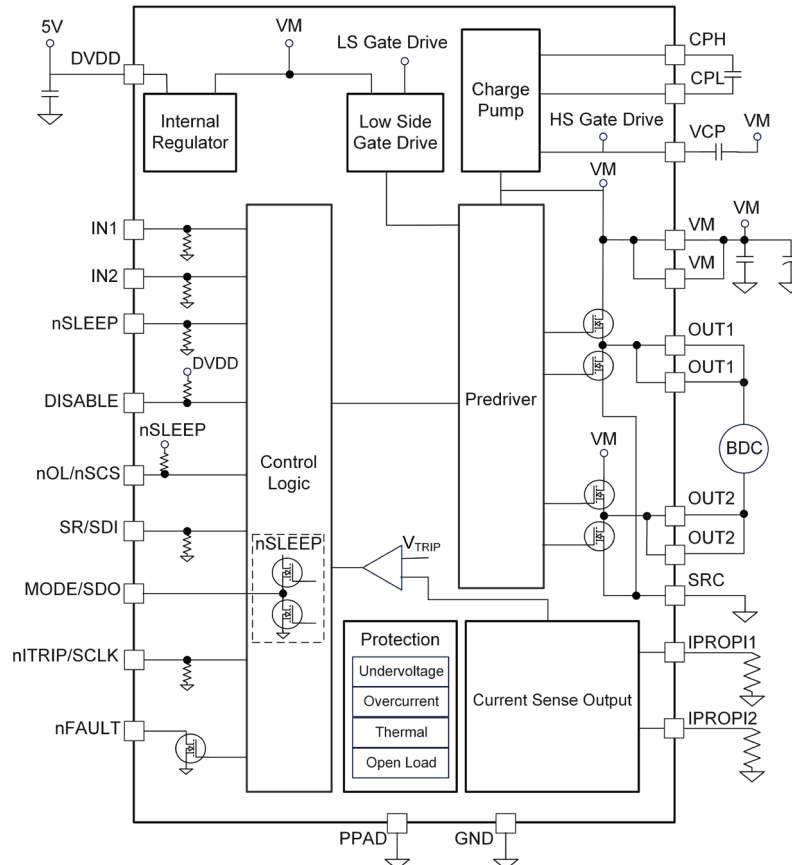 5V
DVDD
VM
LS Gate Drive
Internal
Regulator
Low Side
Gate Drive
Charge
Pump
CPH
CPL
HS Gate Drive
VCP
VM
VM
VM
VM
VM
IN1
IN2
nSLEEP
DVDD
DISABLE
nSLEEP
nOL/nSCS
SR/SDI
MODE/SDO
nITRIP/SCLK
nFAULT
Control
Logic
nSLEEP
VTRIP
Predriver
OUT1
OUT1
BDC
VM
OUT2
OUT2
SRC
Protection
Undervoltage
Overcurrent
Thermal
Open Load
Current Sense Output
IPROPI1
IPROPI2
PPAD
GND